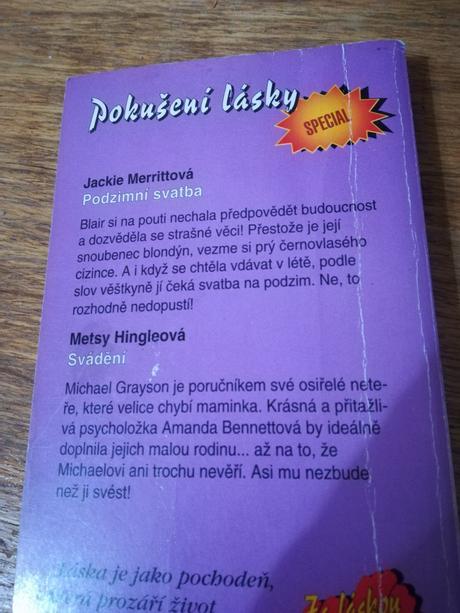 Pokušení lásky
SPECIAL
Jackie Merrittová
Podzimní svatba
Blair si na pouti nechala předpovědět budoucnost
a dozvěděla se strašné věci! Přestože je její
snoubenec blondýn, vezme si prý černovlasého
cizince. A i když se chtěla vdávat v létě, podle
slov věštkyně jí čeká svatba na podzim. Ne, to
rozhodně nedopustí!
Metsy Hingleová
Svádění
Michael Grayson je poručníkem své osiřelé nete-
ře, které velice chybí maminka. Krásná a přitažli-
vá psycholožka Amanda Bennettová by ideálně
doplnila jejich malou rodinu... až na to, že
Michaelovi ani trochu nevěří. Asi mu nezbude
než ji svést!
Láska je jako pochodeň,
která prozáří život
Za láskou